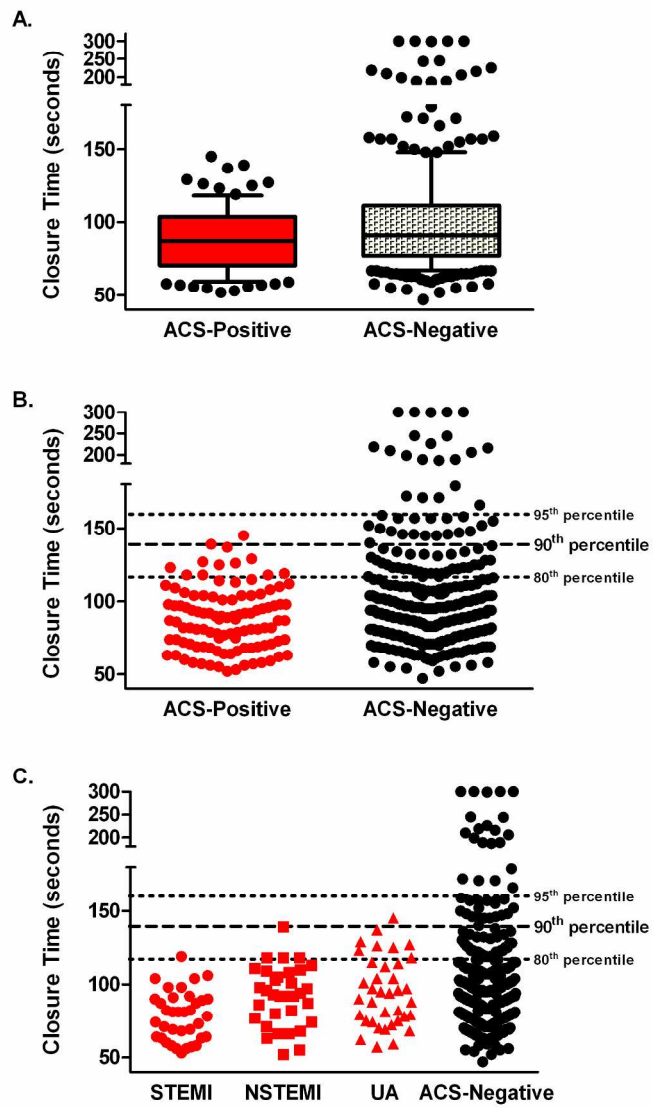 A.
300
250
200
150
100
50
Closure Time (seconds)
ACS-Positive
ACS-Negative
B.
300
250
200
150
100
50
Closure Time (seconds)
95th percentile
90th percentile
80th percentile
ACS-Positive
ACS-Negative
C.
300
250
200
150
100
50
Closure Time (seconds)
95th percentile
90th percentile
80th percentile
STEMI
NSTEMI
UA
ACS-Negative